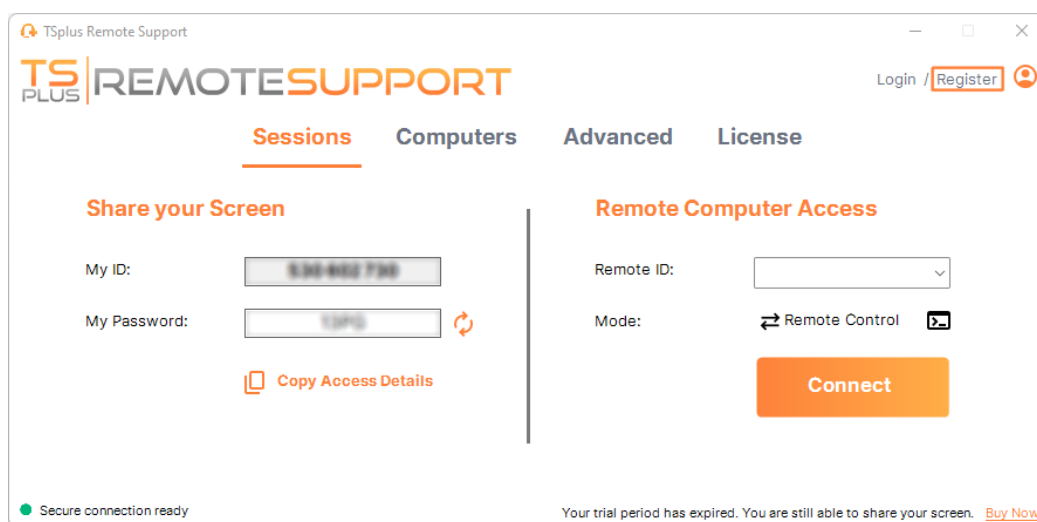 TSplus Remote Support
TS PLUS REMOTESUPPORT
Login / Register
Sessions Computers Advanced License
Share your Screen
My ID:
My Password:
Copy Access Details
Remote Computer Access
Remote ID:
Mode: Remote Control
Connect
Secure connection ready
Your trial period has expired. You are still able to share your screen. Buy Now